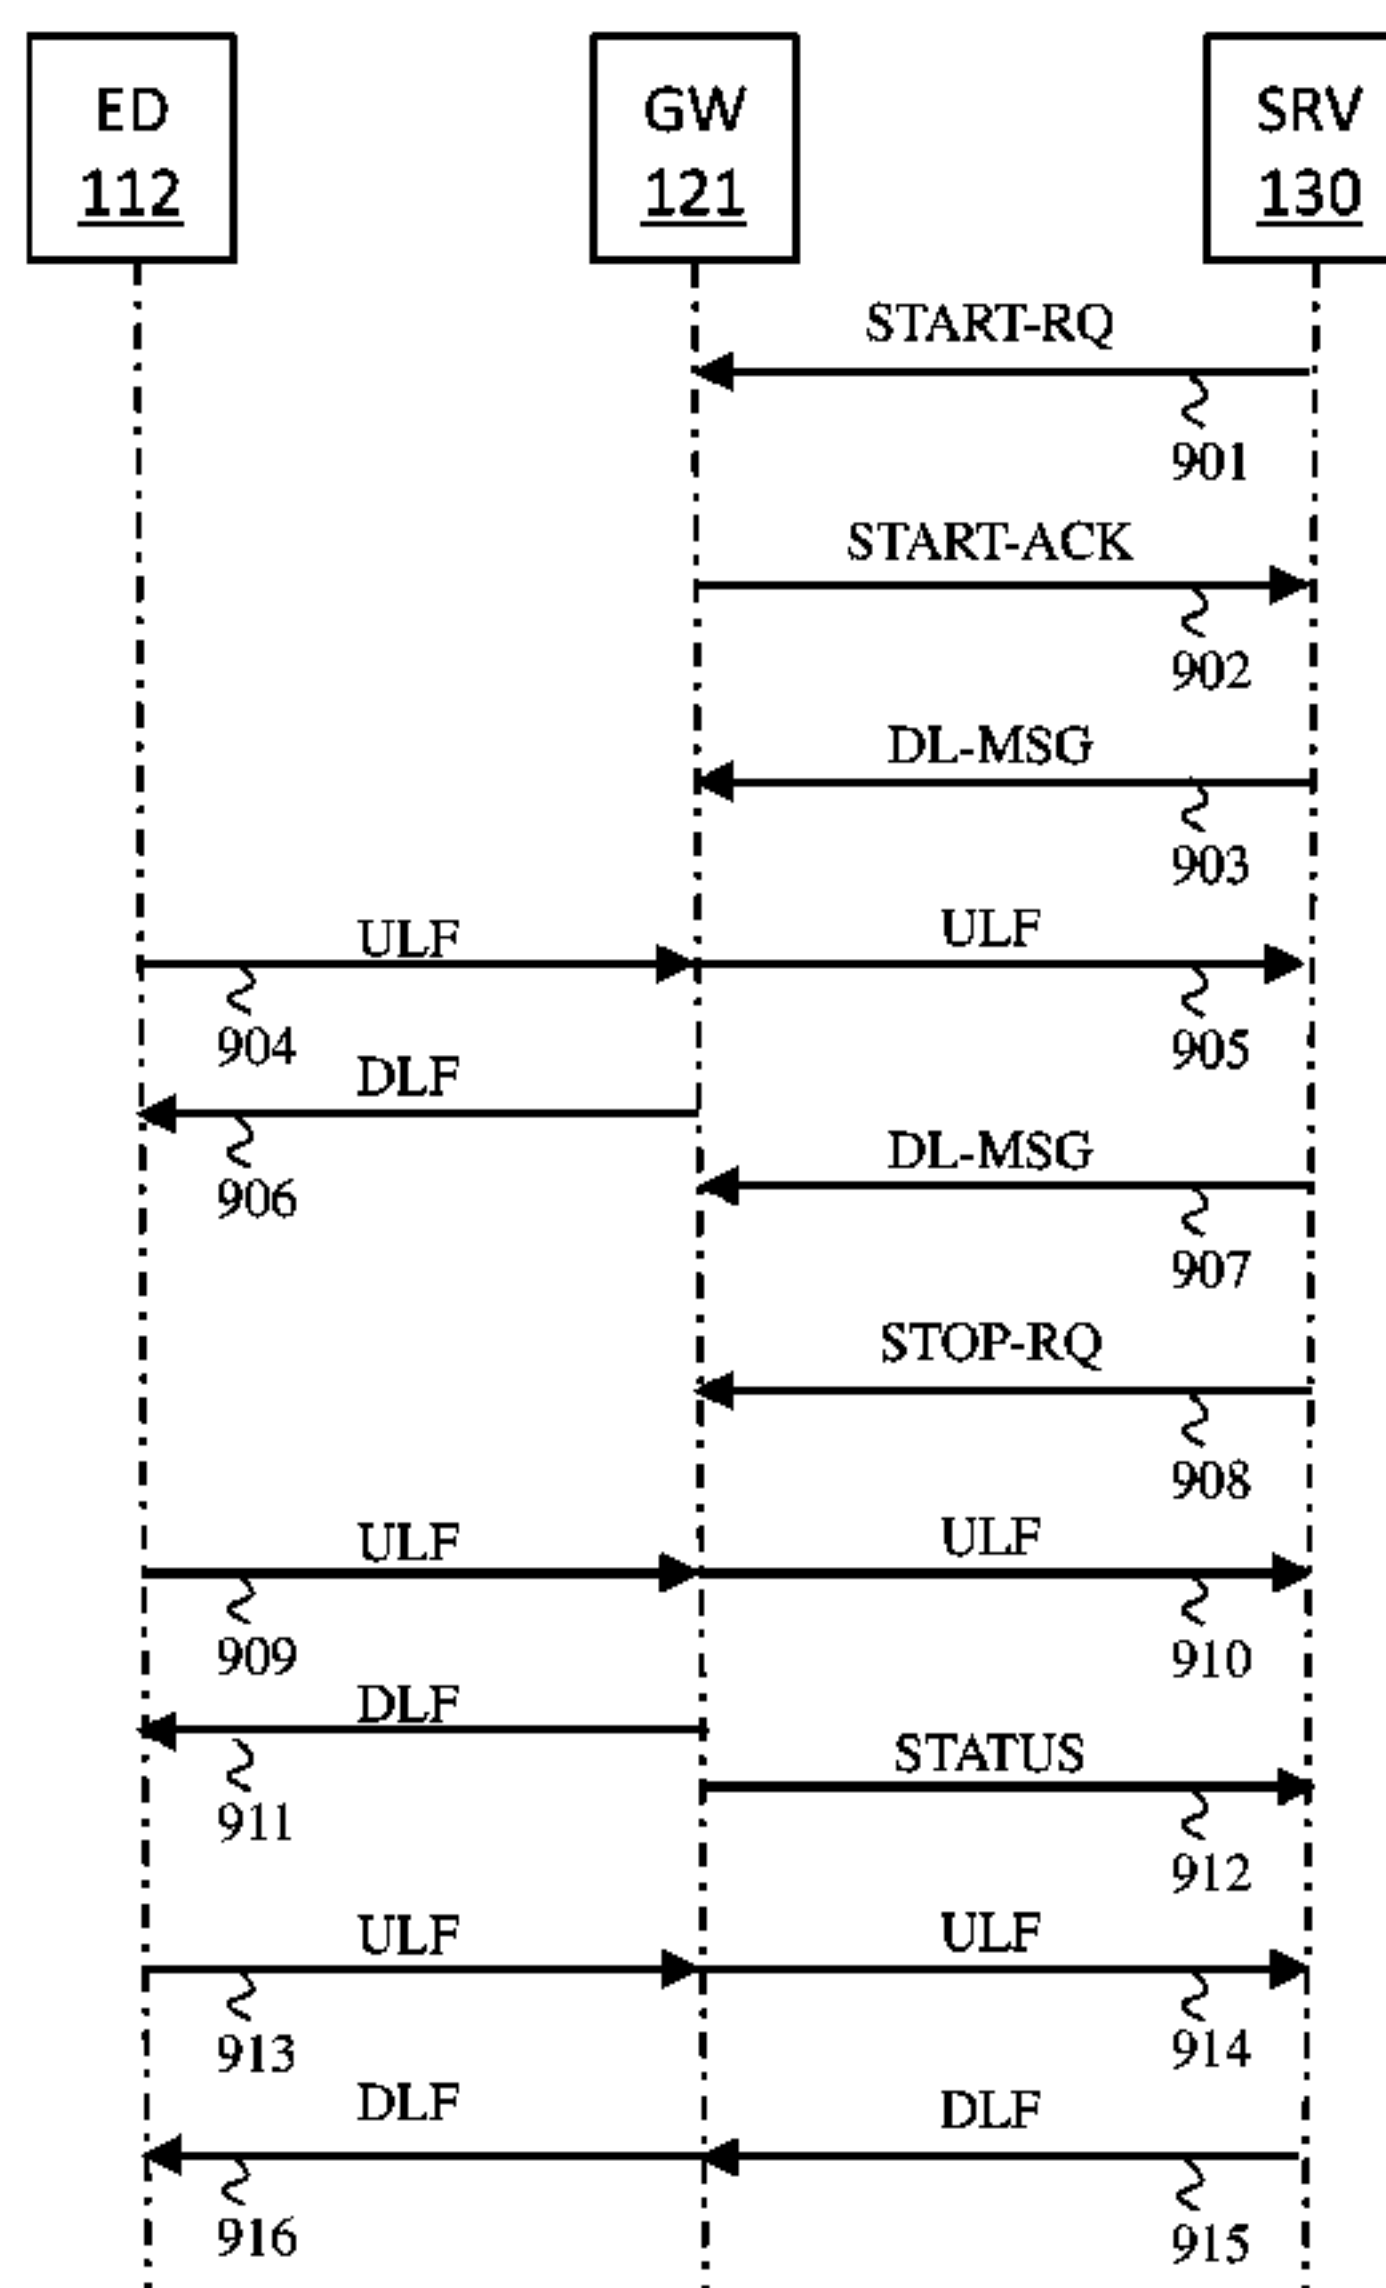 ED
112
GW
121
SRV
130
START-RQ
901
START-ACK
902
DL-MSG
903
ULF
ULF
904
905
DLF
906
DL-MSG
907
STOP-RQ
908
ULF
ULF
909
910
DLF
911
STATUS
912
ULF
ULF
913
914
DLF
DLF
916
915